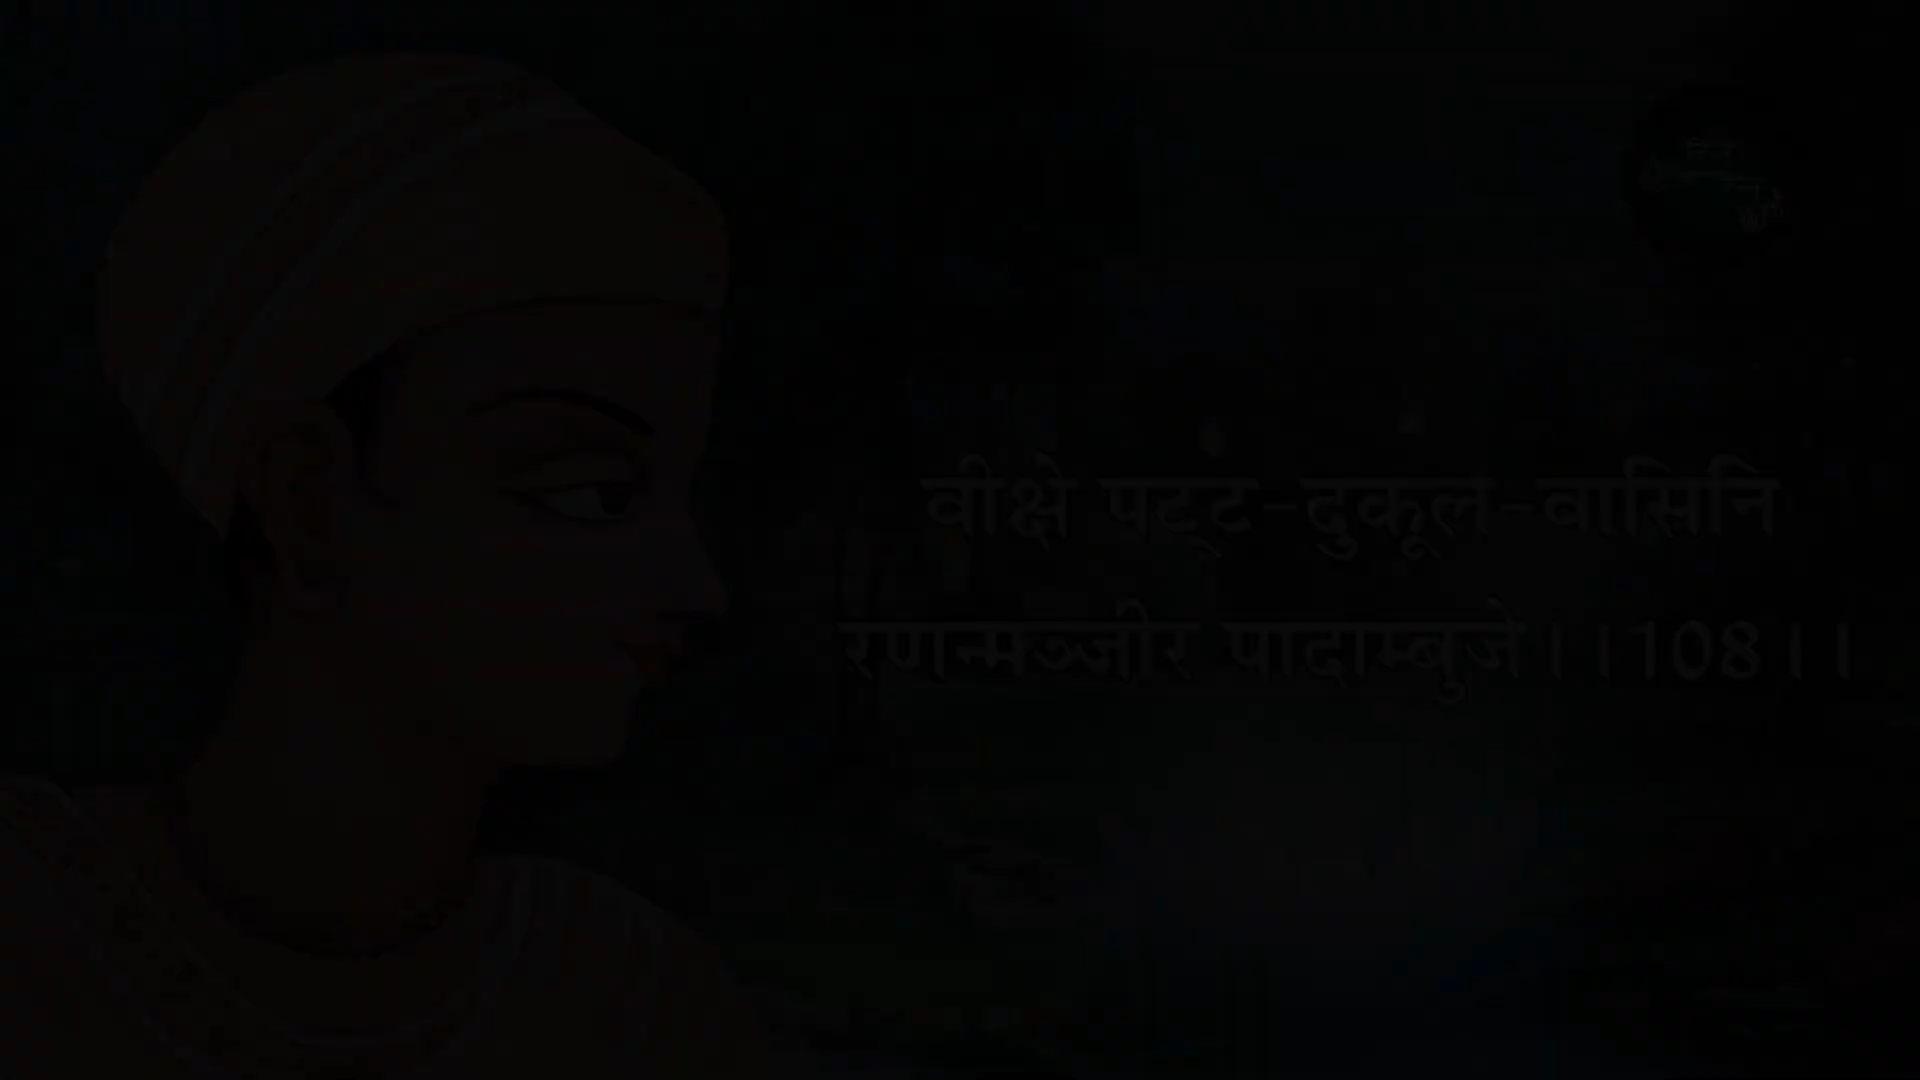 वीक्षे पट्टं-दुकूल-वासिनि
रणन्मञ्जीर पादाम्बुजे।।108।।